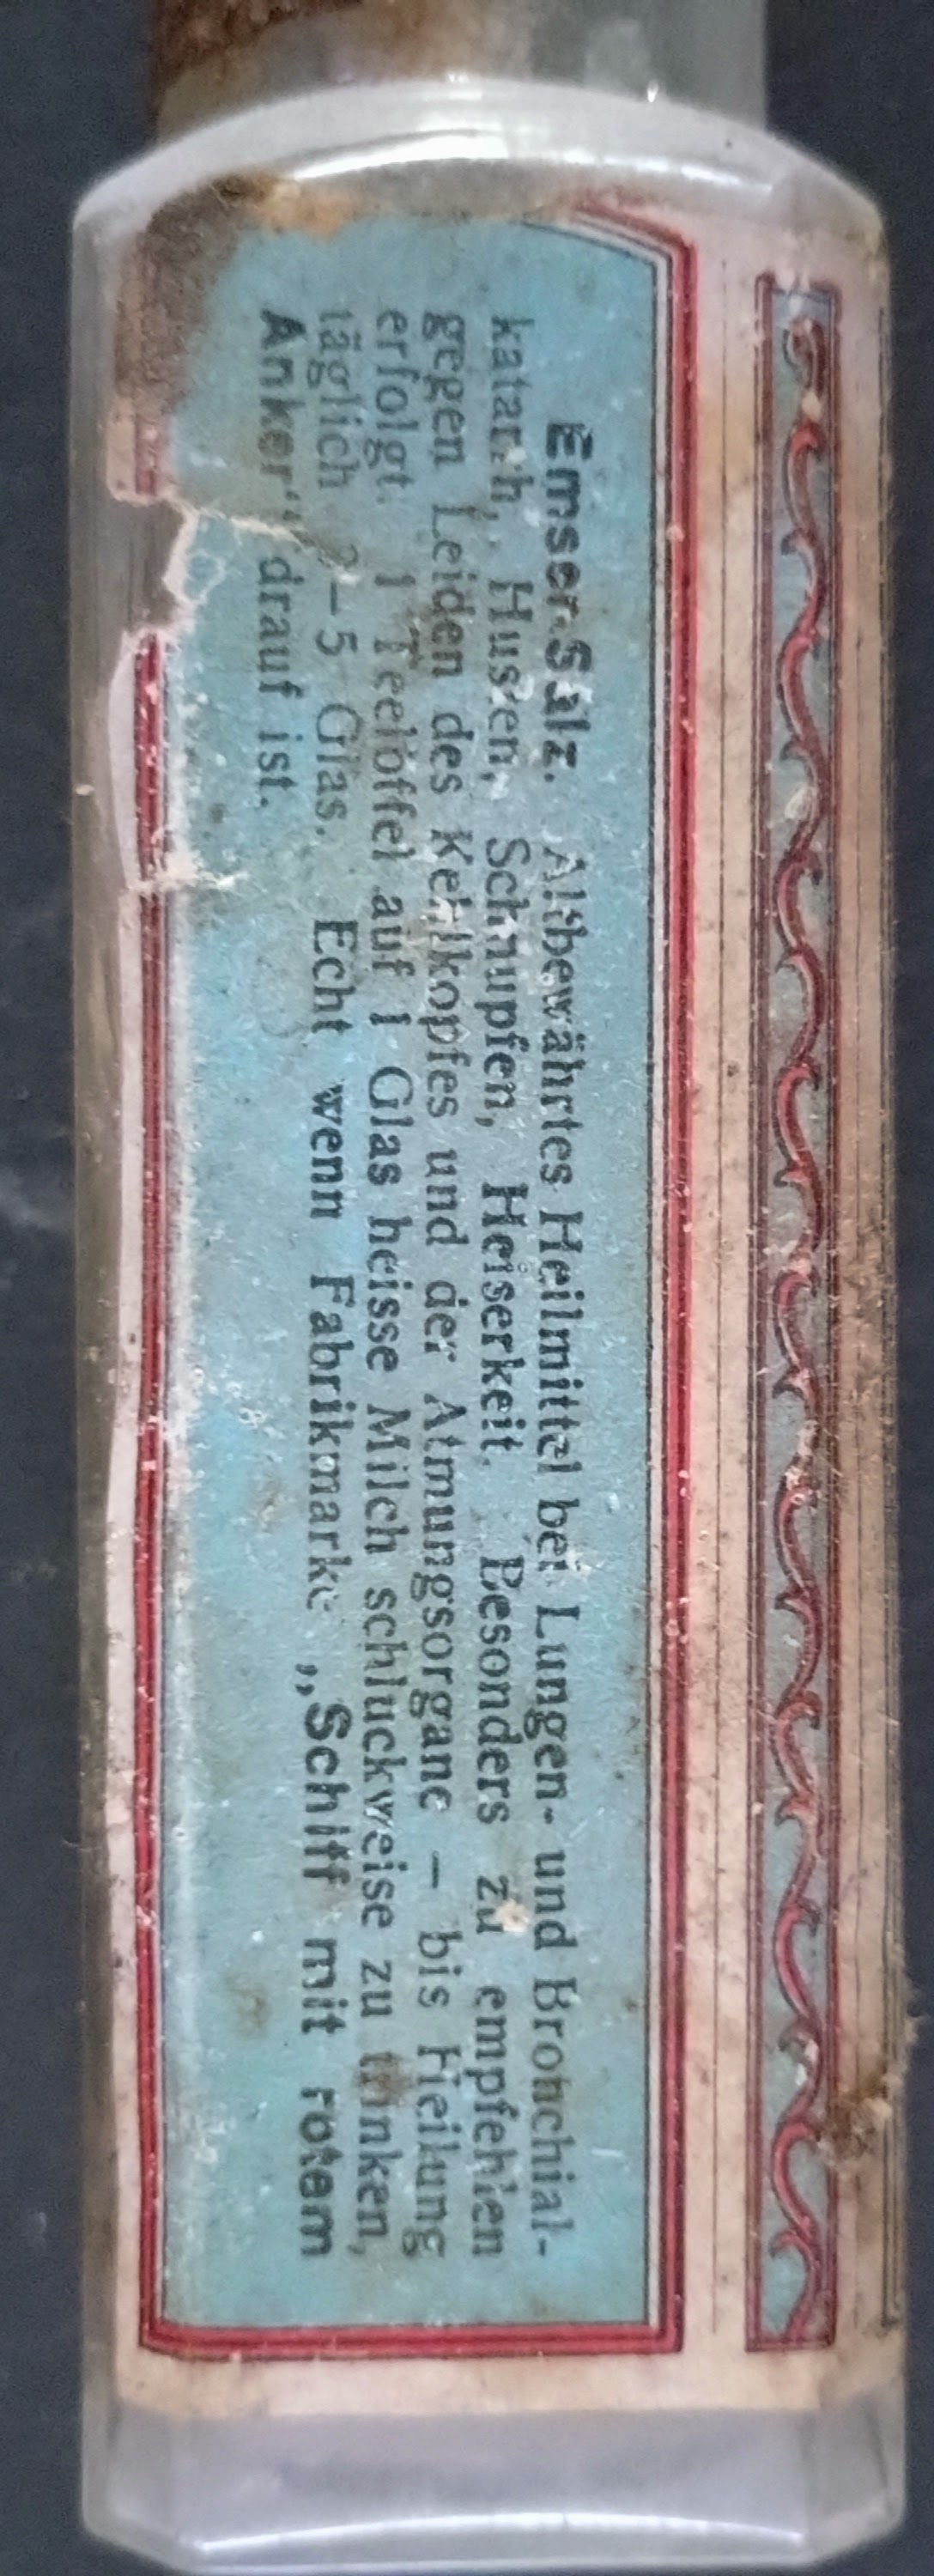 Emser-Salz. Altbewährtes Heilmittel bei Lungen- und Bronchial-
katarrh, Husten, Schnupfen, Heiserkeit. Besonders zu empfehlen
gegen Leiden des Kehlkopfes und der Atmungsorgane — bis Heilung
erfolgt. 1 Teelöffel auf 1 Glas heisse Milch schluckweise zu trinken,
täglich –5 Glas. Echt wenn Fabrikmarke „Schiff mit rotem
Anker“ drauf ist.